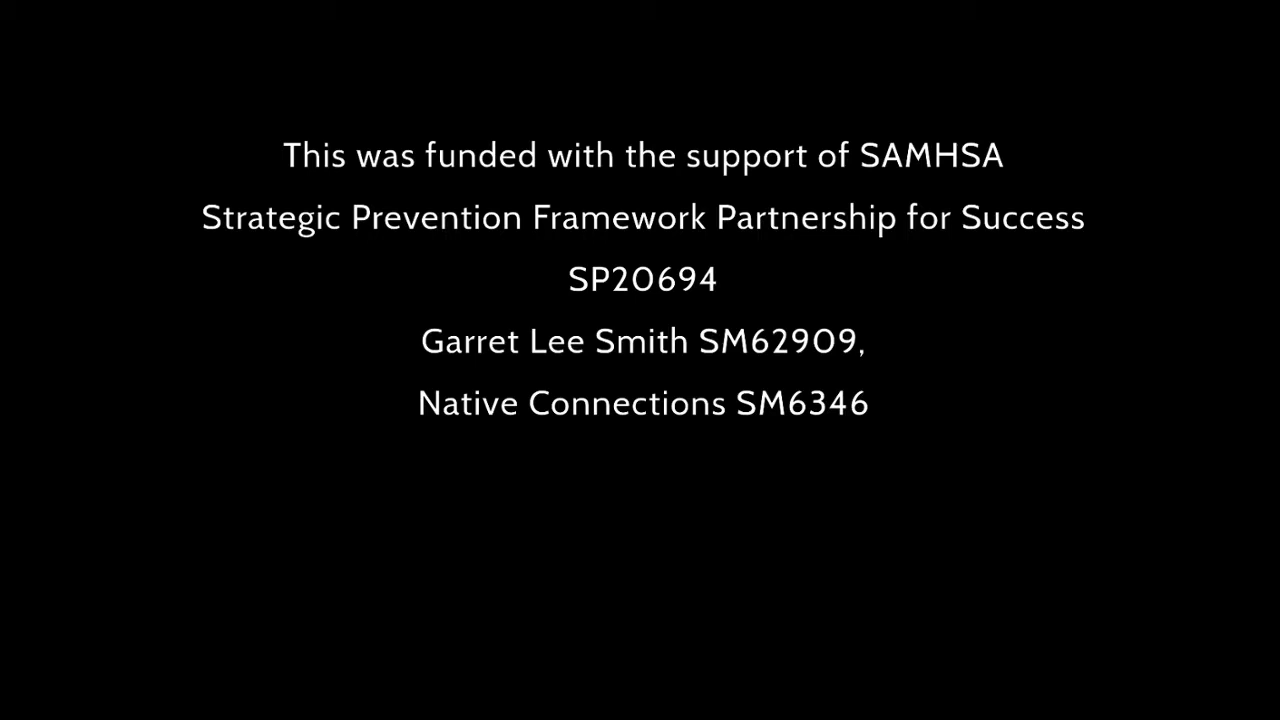 This was funded with the support of SAMHSA
Strategic Prevention Framework Partnership for Success
SP20694
Garret Lee Smith SM62909,
Native Connections SM6346